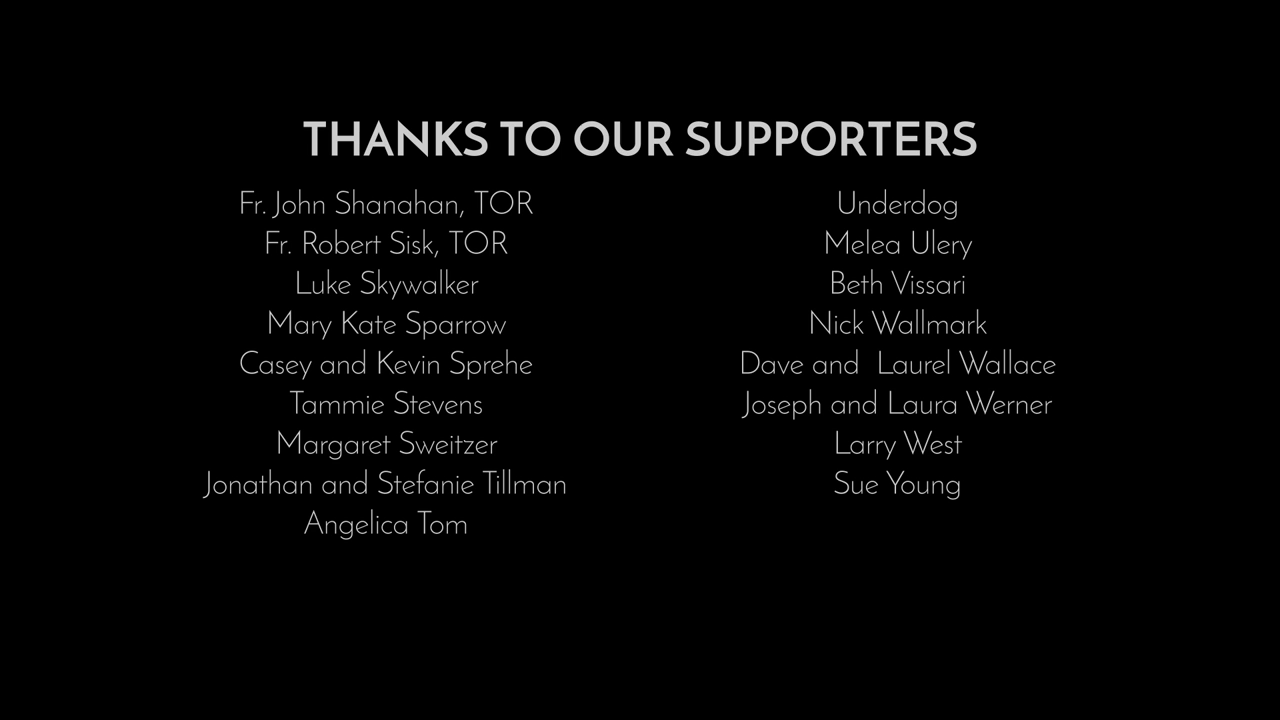 THANKS TO OUR SUPPORTERS
Fr. John Shanahan, TOR
Fr. Robert Sisk, TOR
Luke Skywalker
Mary Kate Sparrow
Casey and Kevin Sprehe
Tammie Stevens
Margaret Sweitzer
Jonathan and Stefanie Tillman
Angelica Tom
Underdog
Melea Ulery
Beth Vissari
Nick Wallmark
Dave and  Laurel Wallace
Joseph and Laura Werner
Larry West
Sue Young